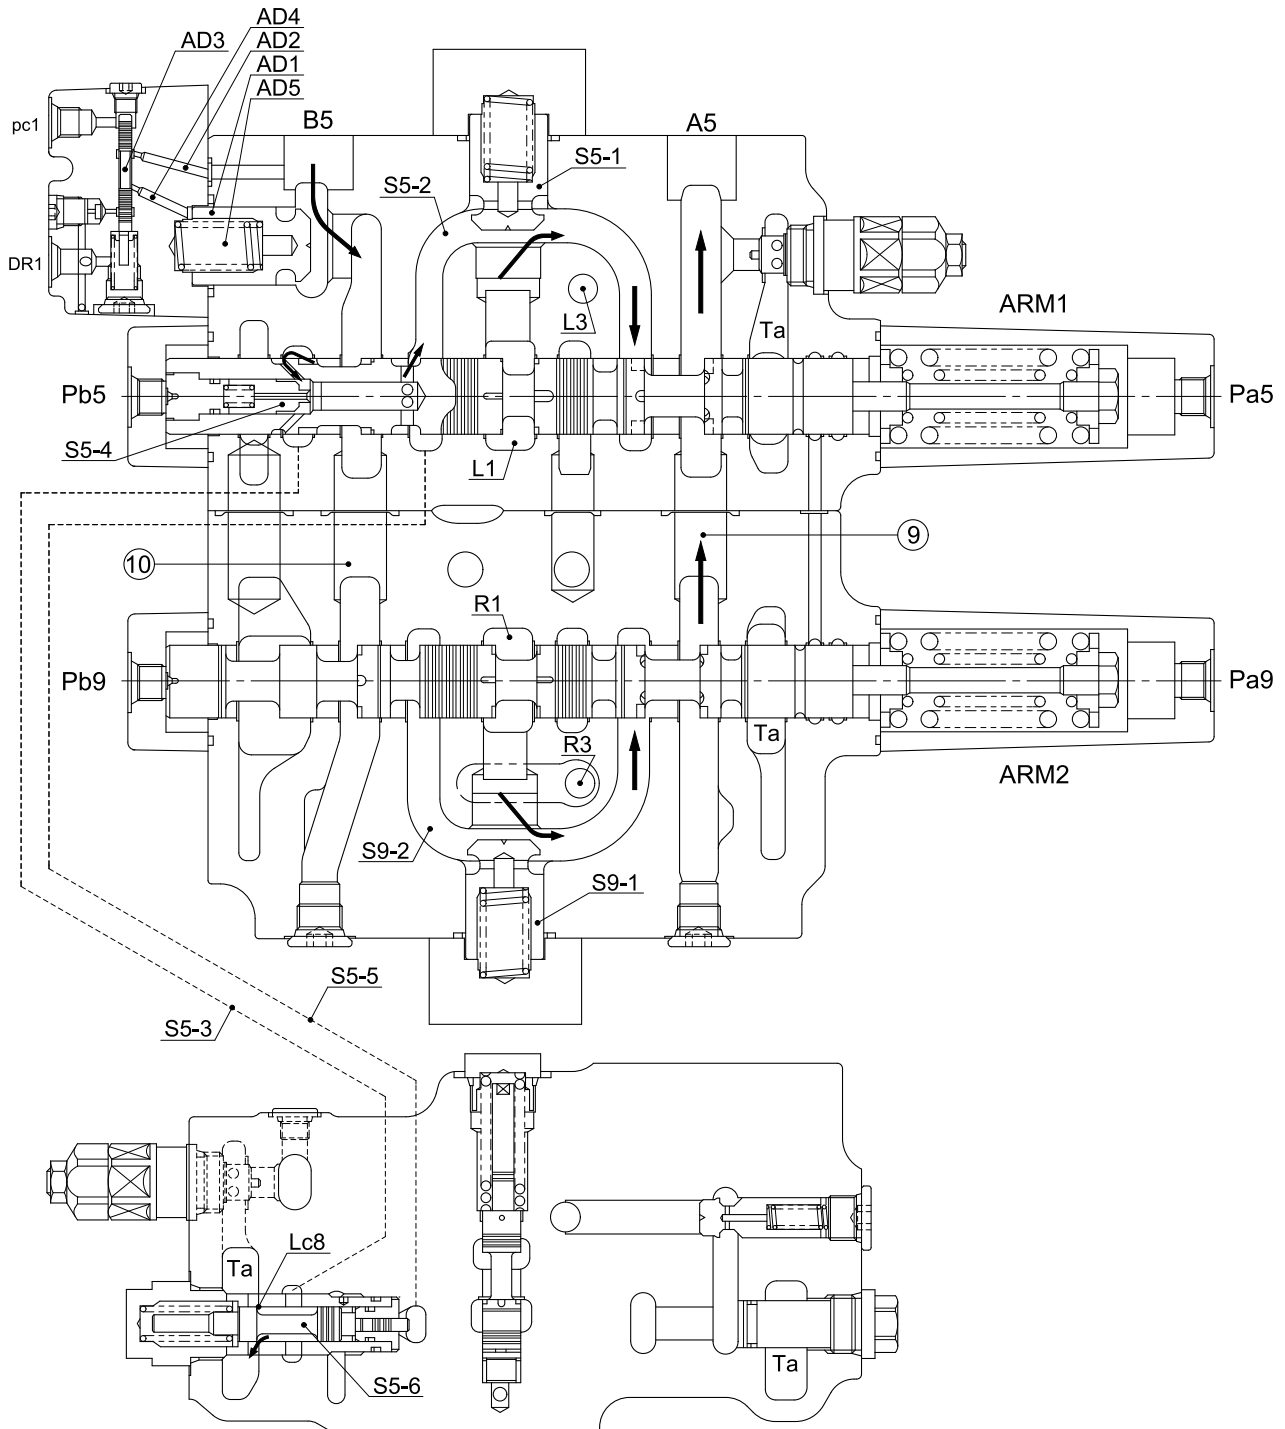 AD4
AD3
AD2
AD1
AD5
B5
A5
pc1
S5-1
S5-2
DR1
L3
Ta
ARM1
Pb5
Pa5
S5-4
L1
10
9
R1
Pb9
Pa9
Ta
R3
ARM2
S9-2
S9-1
S5-5
S5-3
Lc8
Ta
S5-6
Ta